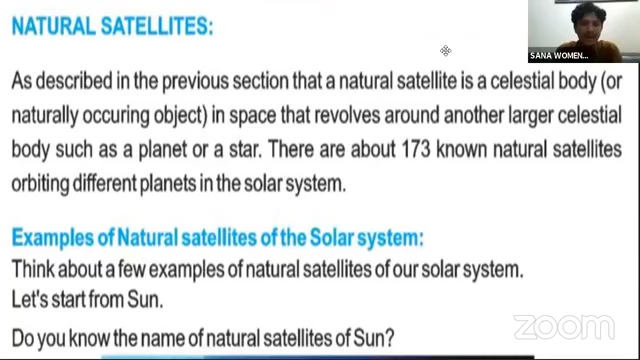 NATURAL SATELLITES:
SANA WOMEN...
As described in the previous section that a natural satellite is a celestial body (or
naturally occuring object) in space that revolves around another larger celestial
body such as a planet or a star. There are about 173 known natural satellites
orbiting different planets in the solar system.
Examples of Natural satellites of the Solar system:
Think about a few examples of natural satellites of our solar system.
Let's start from Sun.
Do you know the name of natural satellites of Sun?
zoom